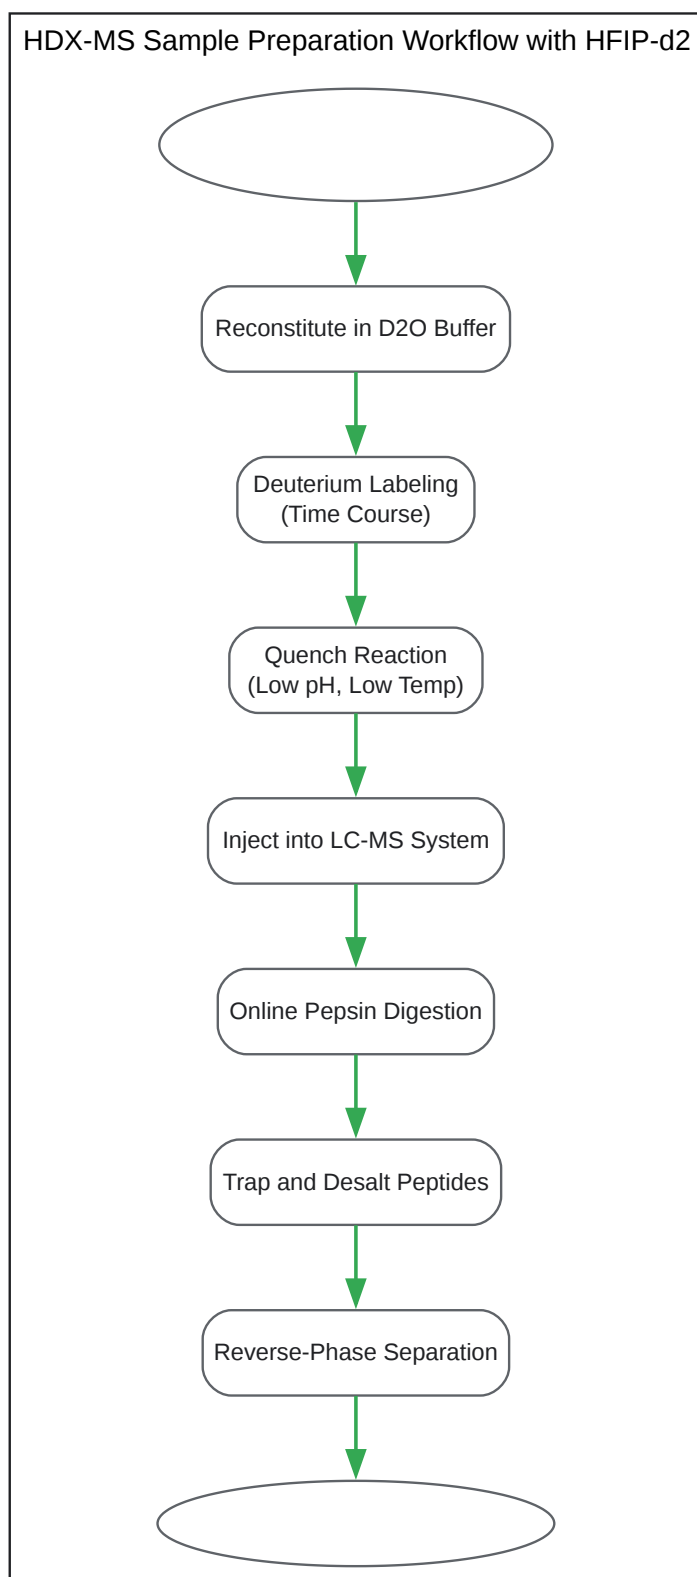 HDX-MS Sample Preparation Workflow with HFIP-d2
Reconstitute in D2O Buffer
Deuterium Labeling
(Time Course)
Quench Reaction
(Low pH, Low Temp)
Inject into LC-MS System
Online Pepsin Digestion
Trap and Desalt Peptides
Reverse-Phase Separation